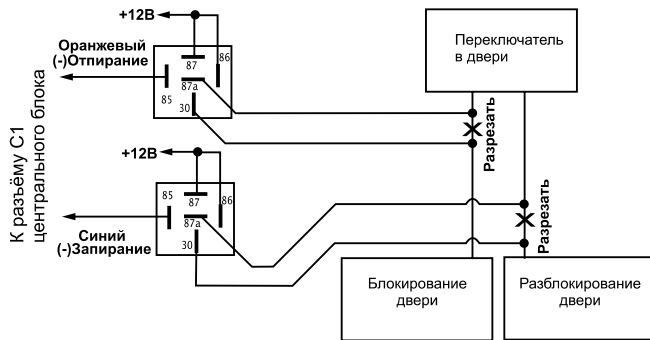 +12В
Оранжевый
(-)Отпирание
87
86
85
87a
30
Переключатель
в двери
Разрезать
К разъёму С1
центрального блока
+12В
85
87
86
87a
30
Синий
(-)Запирание
Разрезать
Блокирование
двери
Разблокирование
двери